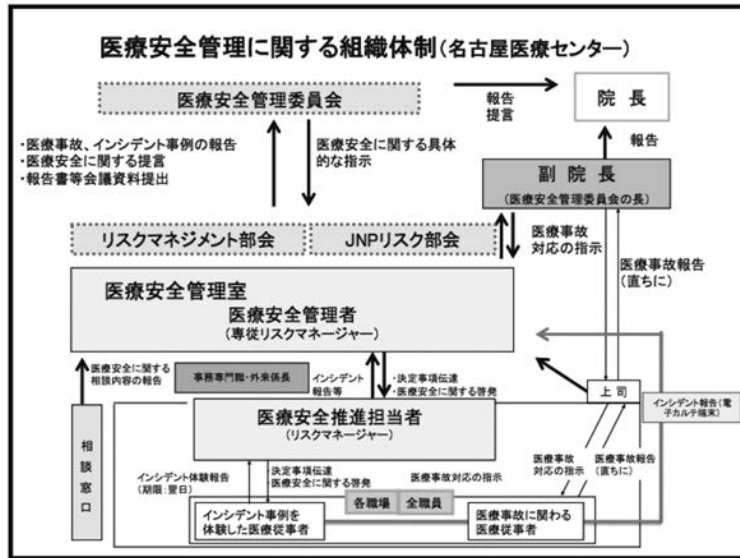 医療安全管理に関する組織体制(名古屋医療センター)
医療安全管理委員会
報告
提言
院 長
・医療事故、インシデント事例の報告
・医療安全に関する提言
・報告書等会議資料提出
医療安全に関する具体
的な指示
報告
副 院 長
(医療安全管理委員会の長)
リスクマネジメント部会
JNPリスク部会
医療事故
対応の指示
医療事故報告
(直ちに)
医療安全管理室
医療安全管理者
(専従リスクマネージャー)
医療安全に関する
相談内容の報告
事務専門職・外来係長
インシデント
報告等
・決定事項伝達
・医療安全に関する啓発
上 司
インシデント報告(電
子カルテ端末)
医療安全推進担当者
(リスクマネージャー)
相談窓口
インシデント体験報告
(期限:翌日)
・決定事項伝達
・医療安全に関する啓発
医療事故対応の指示
医療事故
対応の指示
医療事故報告
(直ちに)
各職場
全職員
インシデント事例を
体験した医療従事者
医療事故に関わる
医療従事者